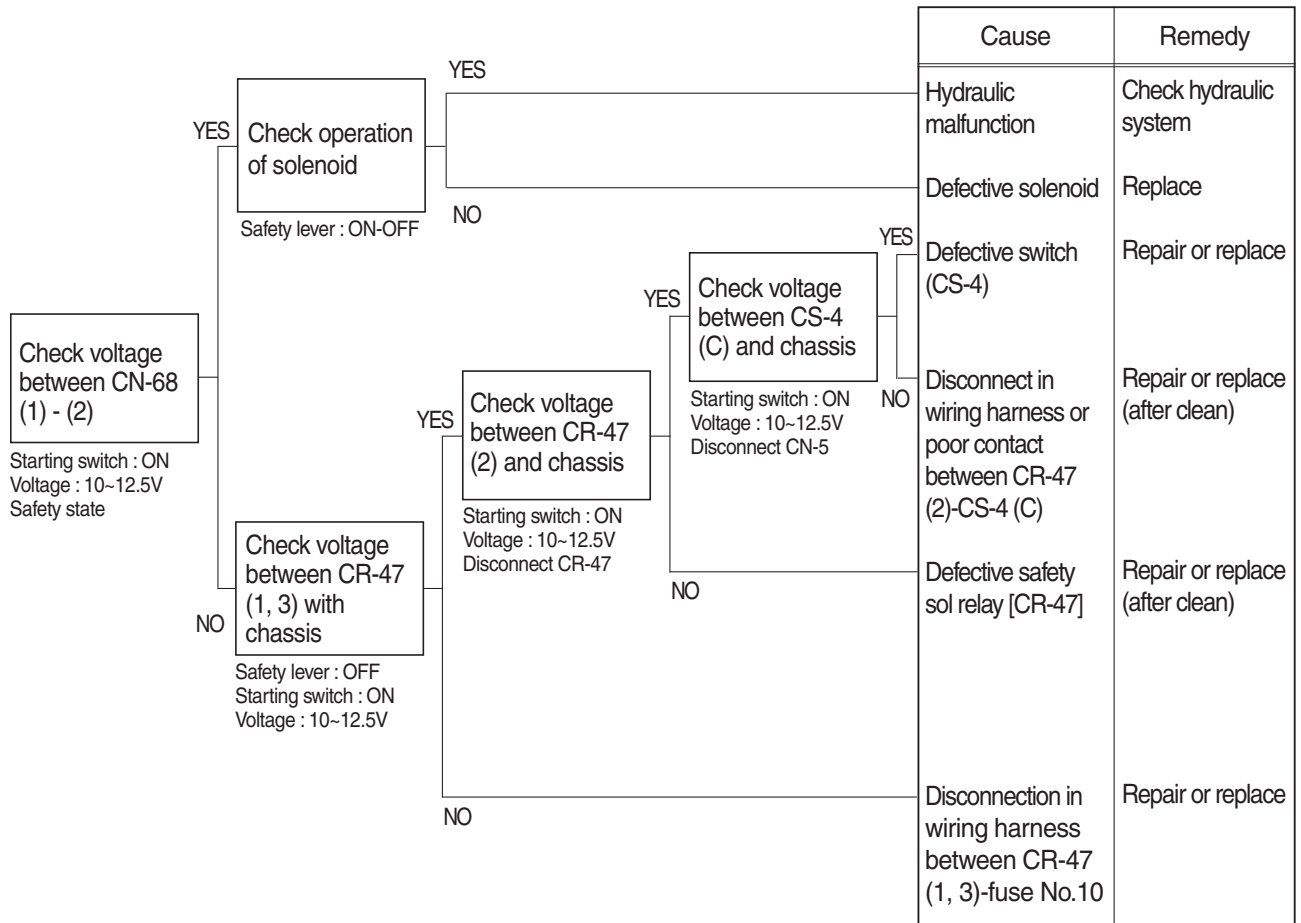 Cause
Remedy
YES
Hydraulic
malfunction
Check hydraulic
system
YES
Check operation
of solenoid
Defective solenoid
Replace
NO
Safety lever : ON-OFF
YES
Defective switch
(CS-4)
Repair or replace
YES
Check voltage
between CS-4
(C) and chassis
Check voltage
between CN-68
(1) - (2)
Starting switch : ON
Voltage : 10~12.5V
Disconnect CN-5
NO
Disconnect in
wiring harness or
poor contact
between CR-47
(2)-CS-4 (C)
Repair or replace
(after clean)
YES
Check voltage
between CR-47
(2) and chassis
Starting switch : ON
Voltage : 10~12.5V
Safety state
Starting switch : ON
Voltage : 10~12.5V
Disconnect CR-47
Check voltage
between CR-47
(1, 3) with
chassis
NO
Defective safety
sol relay [CR-47]
Repair or replace
(after clean)
NO
Safety lever : OFF
Starting switch : ON
Voltage : 10~12.5V
NO
Disconnection in
wiring harness
between CR-47
(1, 3)-fuse No.10
Repair or replace